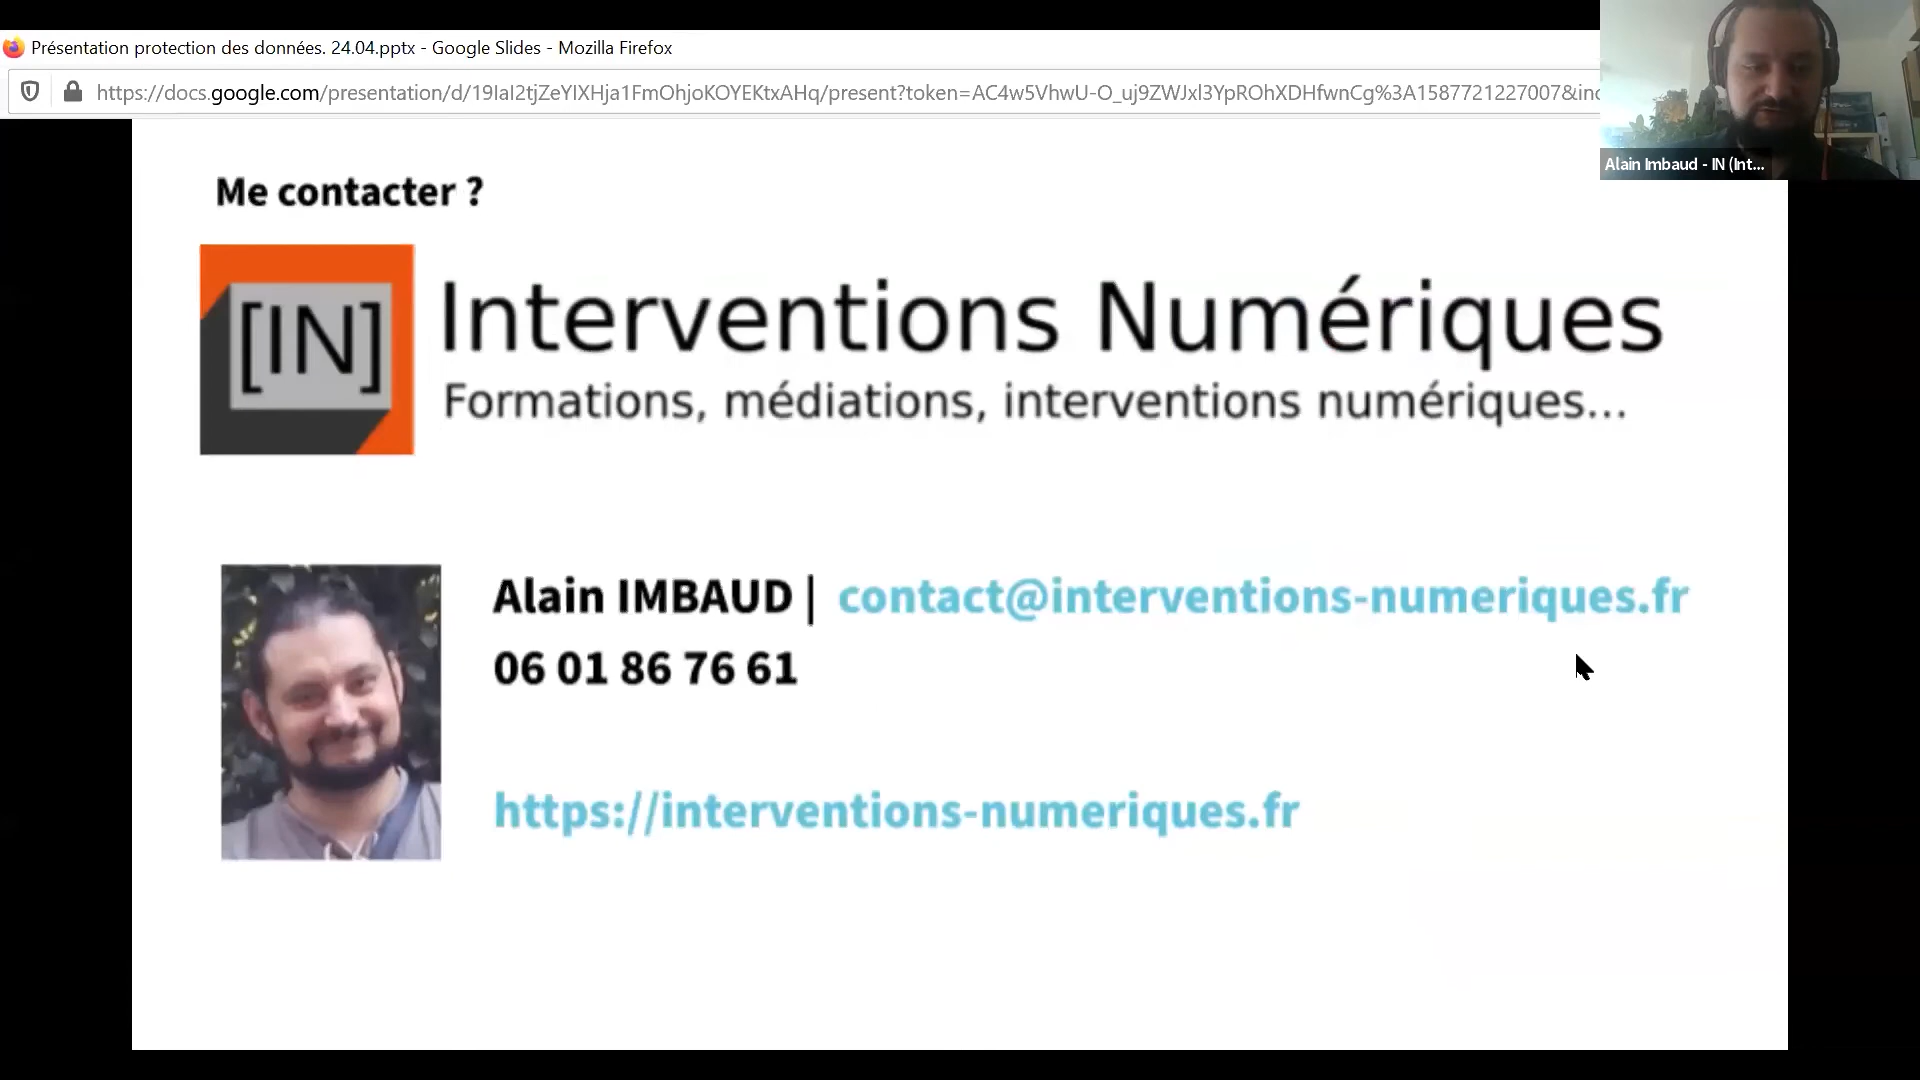 Présentation protection des données. 24.04.pptx - Google Slides - Mozilla Firefox
https://docs.google.com/presentation/d/19IaI2tjZeYlXHja1FmOhjoKOYEKtxAHq/present?token=AC4w5VhwU-O_uj9ZWJxl3YpROhXDHfwnCg%3A1587721227007&inc
Alain Imbaud - IN (Int...
Me contacter ?
[IN]
Interventions Numériques
Formations, médiations, interventions numériques...
Alain IMBAUD | contact@interventions-numeriques.fr
06 01 86 76 61
https://interventions-numeriques.fr